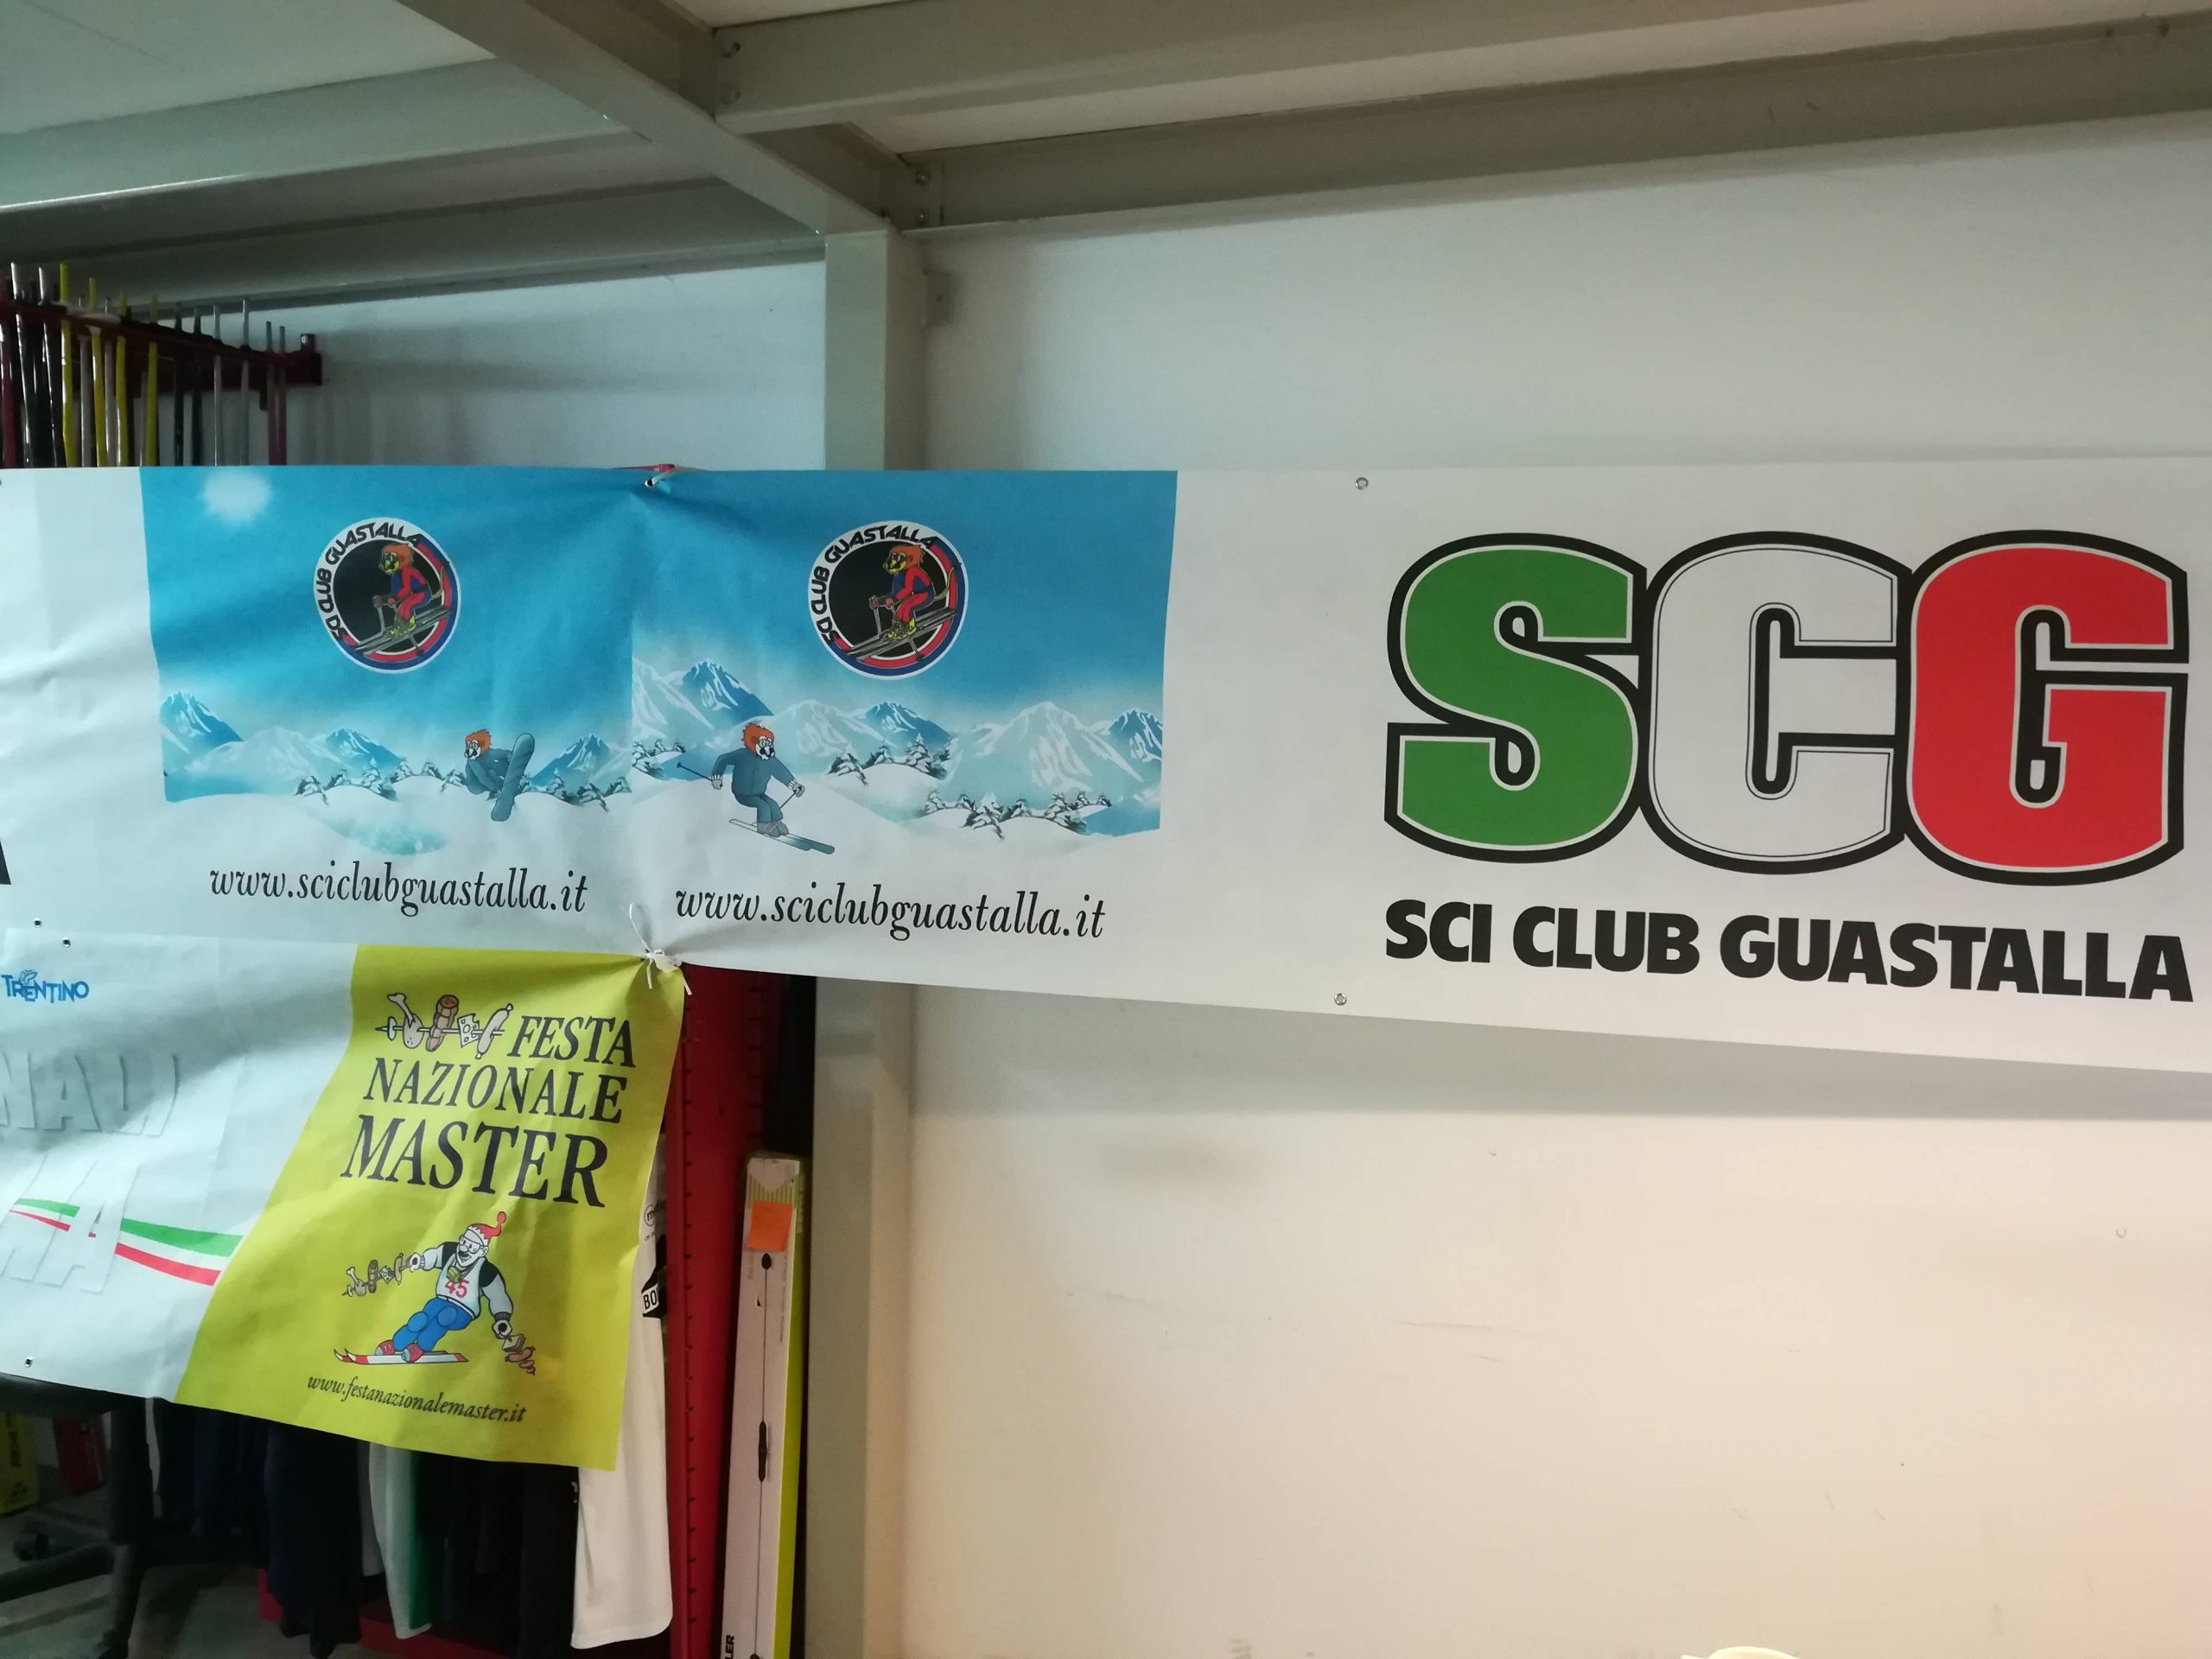 SCI CLUB GUASTALLA
SCI CLUB GUASTALLA
SCG
www.sciclubguastalla.it
www.sciclubguastalla.it
SCI CLUB GUASTALLA
TRENTINO
FESTA
NAZIONALE
MASTER
45
www.festanazionalemaster.it